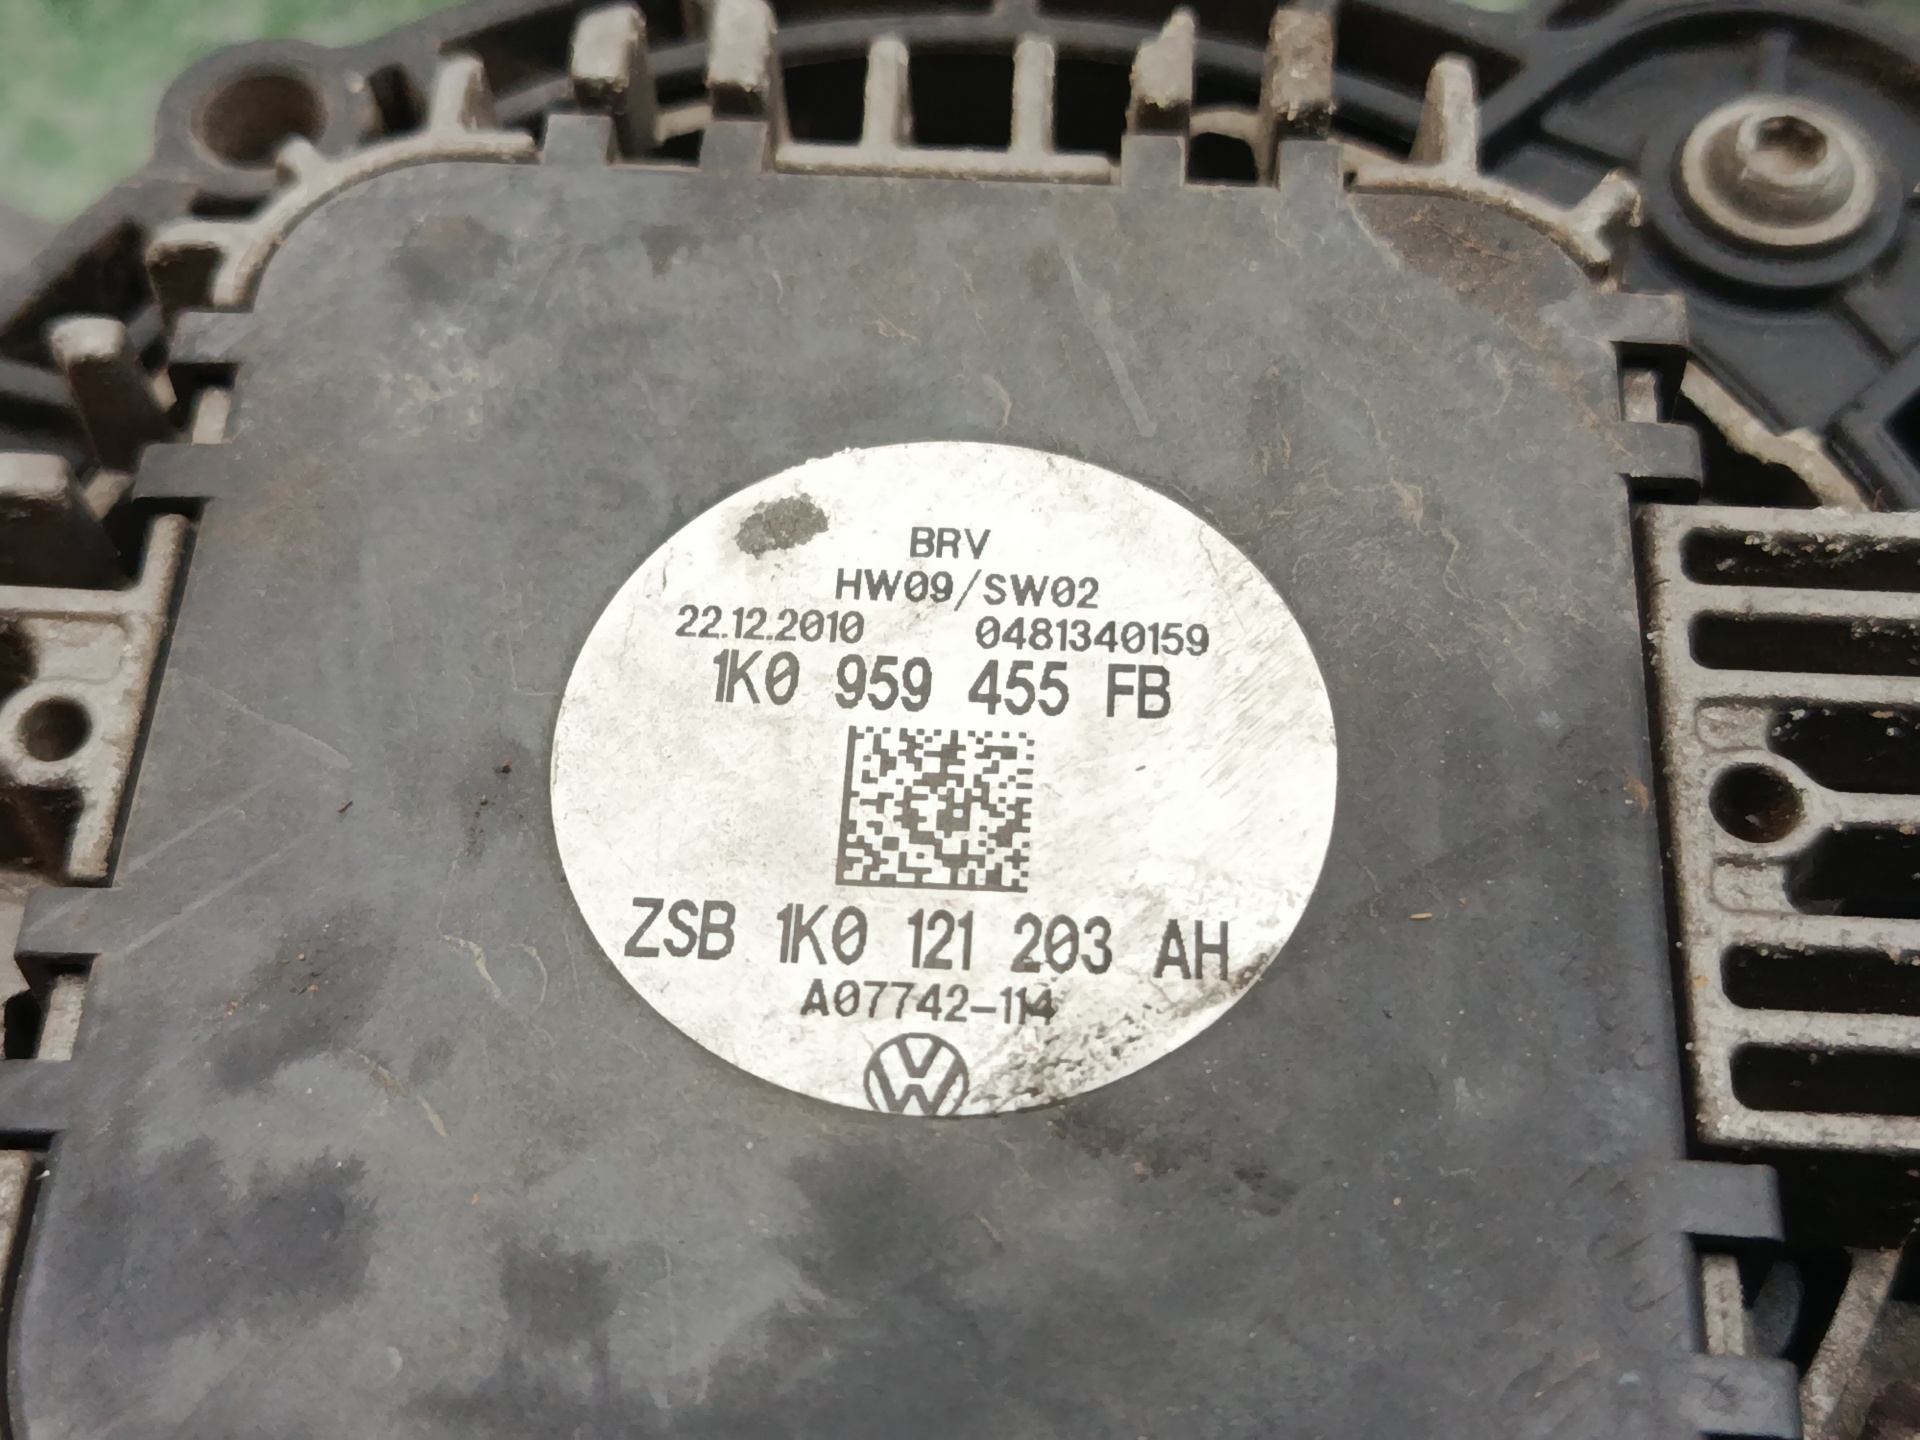 BRV
HW09/SW02
22.12.2010 0481340159
1K0 959 455 FB
ZSB 1K0 121 203 AH
A07742-114